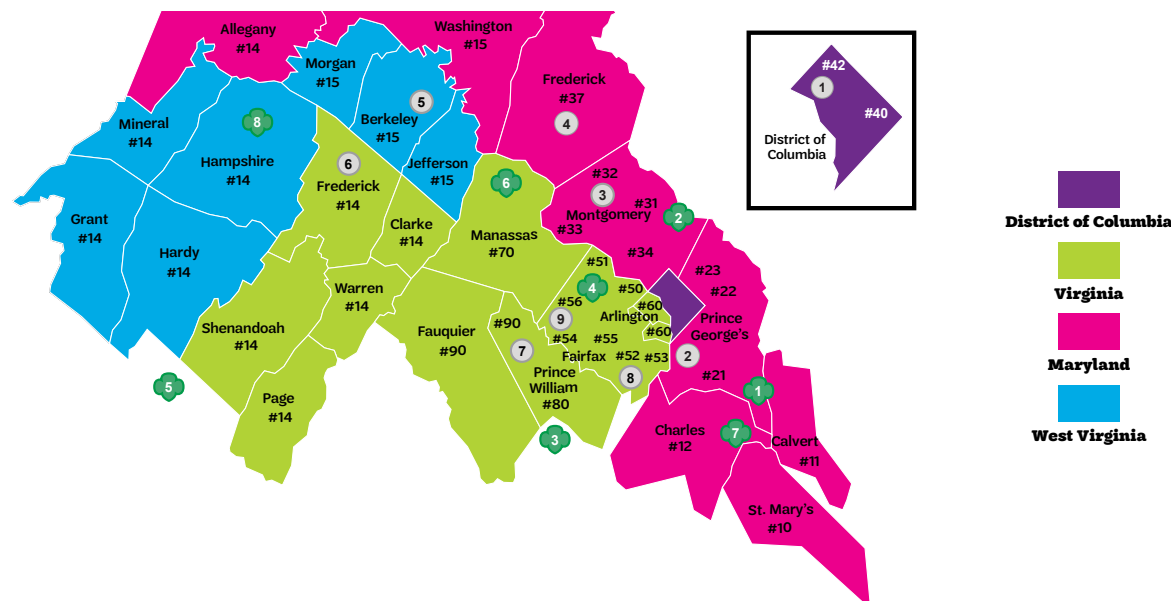 Allegany
#14
Washington
#15
Morgan
#15
Frederick
#37
4
5
Berkeley
#15
Mineral
#14
8
Hampshire
#14
6
Frederick
#14
Jefferson
#15
6
#32
3
#31
Montgomery
#33
2
#34
Grant
#14
Hardy
#14
Clarke
#14
Manassas
#70
#51
#23
#22
4
#50
#56
#60
Arlington
9
#60
Prince
George's
Warren
#14
Shenandoah
#14
Fauquier
#90
#90
#54
#55
7
Fairfax
#52
#53
2
8
#21
Prince
William
#80
5
Page
#14
3
1
Charles
#12
7
Calvert
#11
St. Mary's
#10
#42
1
#40
District of
Columbia
District of Columbia
Virginia
Maryland
West Virginia